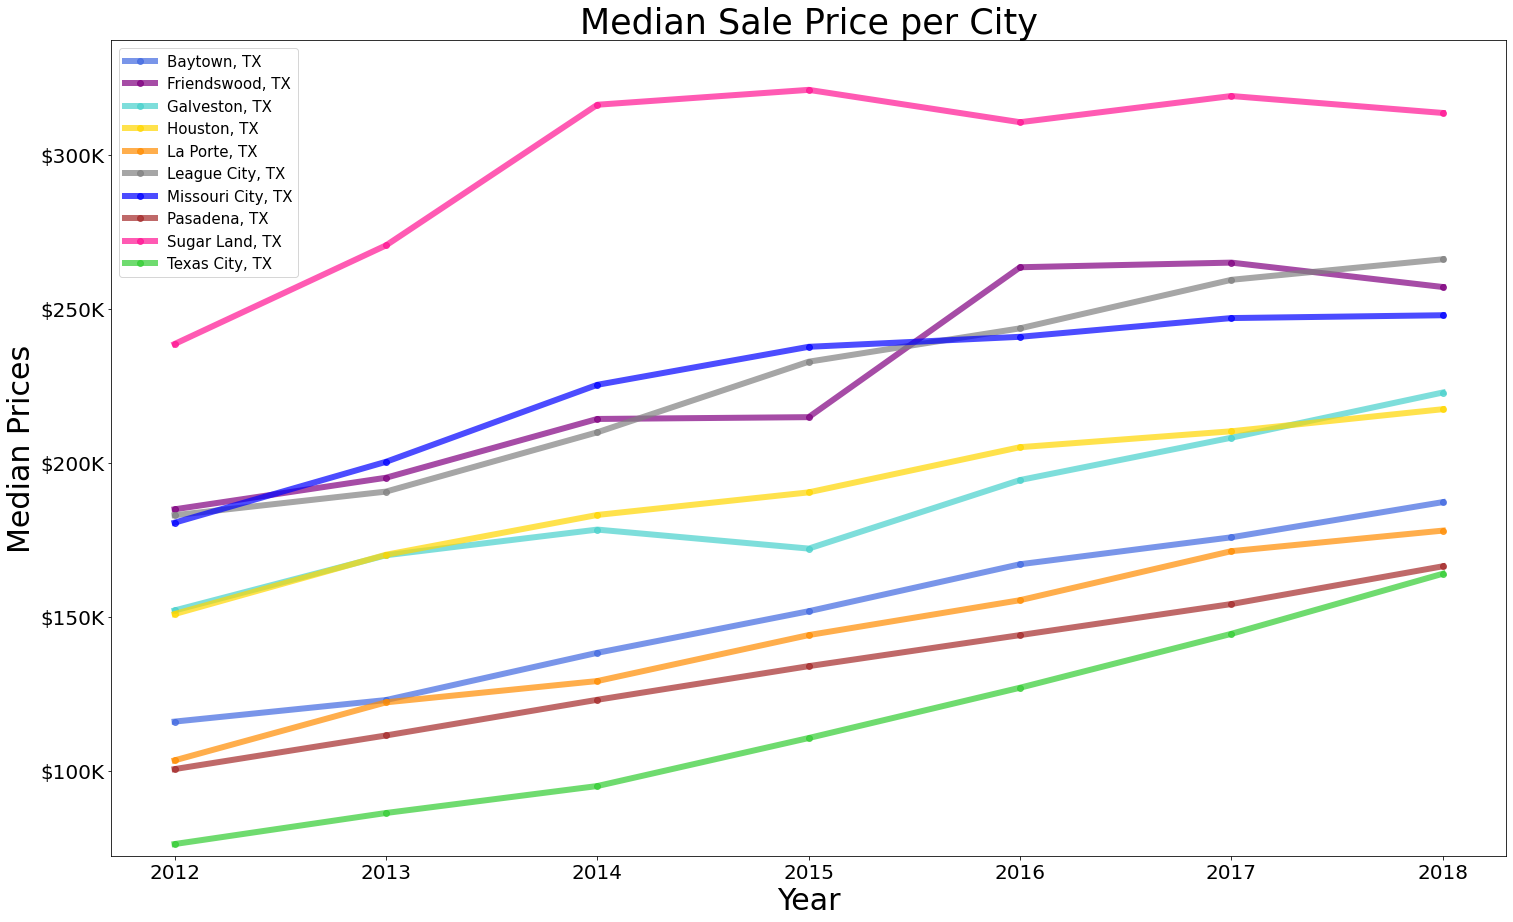 Median Sale Price per City
Baytown, TX
Friendswood, TX
Galveston, TX
Houston, TX
La Porte, TX
League City, TX
Missouri City, TX
Pasadena, TX
Sugar Land, TX
Texas City, TX
Median Prices
$300K
$250K
$200K
$150K
$100K
2012 2013 2014 2015 2016 2017 2018
Year